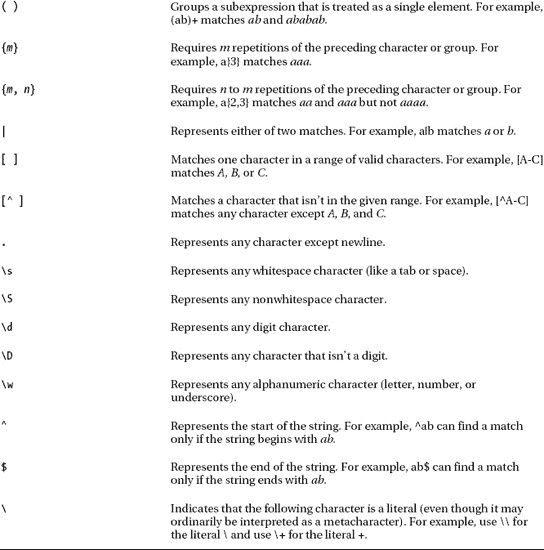 ( ) Groups a subexpression that is treated as a single element. For example,
(ab)+ matches ab and ababab.
{m} Requires m repetitions of the preceding character or group. For
example, a}3} matches aaa.
{m, n} Requires n to m repetitions of the preceding character or group. For
example, a}2,3} matches aa and aaa but not aaaa.
| Represents either of two matches. For example, a|b matches a or b.
[ ] Matches one character in a range of valid characters. For example, [A-C]
matches A, B, or C.
[^ ] Matches a character that isn't in the given range. For example, [^A-C]
matches any character except A, B, and C.
. Represents any character except newline.
\s Represents any whitespace character (like a tab or space).
\S Represents any nonwhitespace character.
\d Represents any digit character.
\D Represents any character that isn't a digit.
\w Represents any alphanumeric character (letter, number, or
underscore).
^ Represents the start of the string. For example, ^ab can find a match
only if the string begins with ab.
$ Represents the end of the string. For example, ab$ can find a match
only if the string ends with ab.
\ Indicates that the following character is a literal (even though it may
ordinarily be interpreted as a metacharacter). For example, use \\ for
the literal \ and use \+ for the literal +.